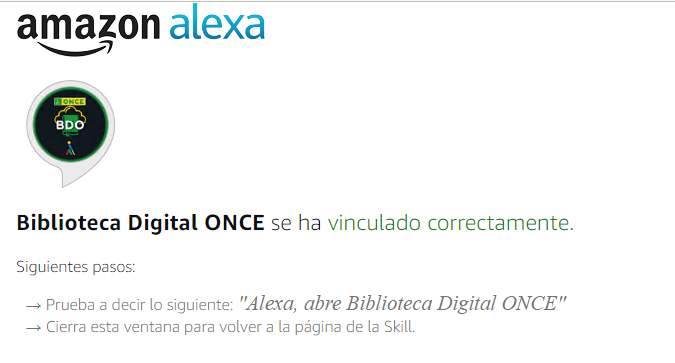 amazon alexa
ONCE
BDO
Biblioteca Digital ONCE se ha vinculado correctamente.
Siguientes pasos:
→ Prueba a decir lo siguiente: "Alexa, abre Biblioteca Digital ONCE"
→ Cierra esta ventana para volver a la página de la Skill.